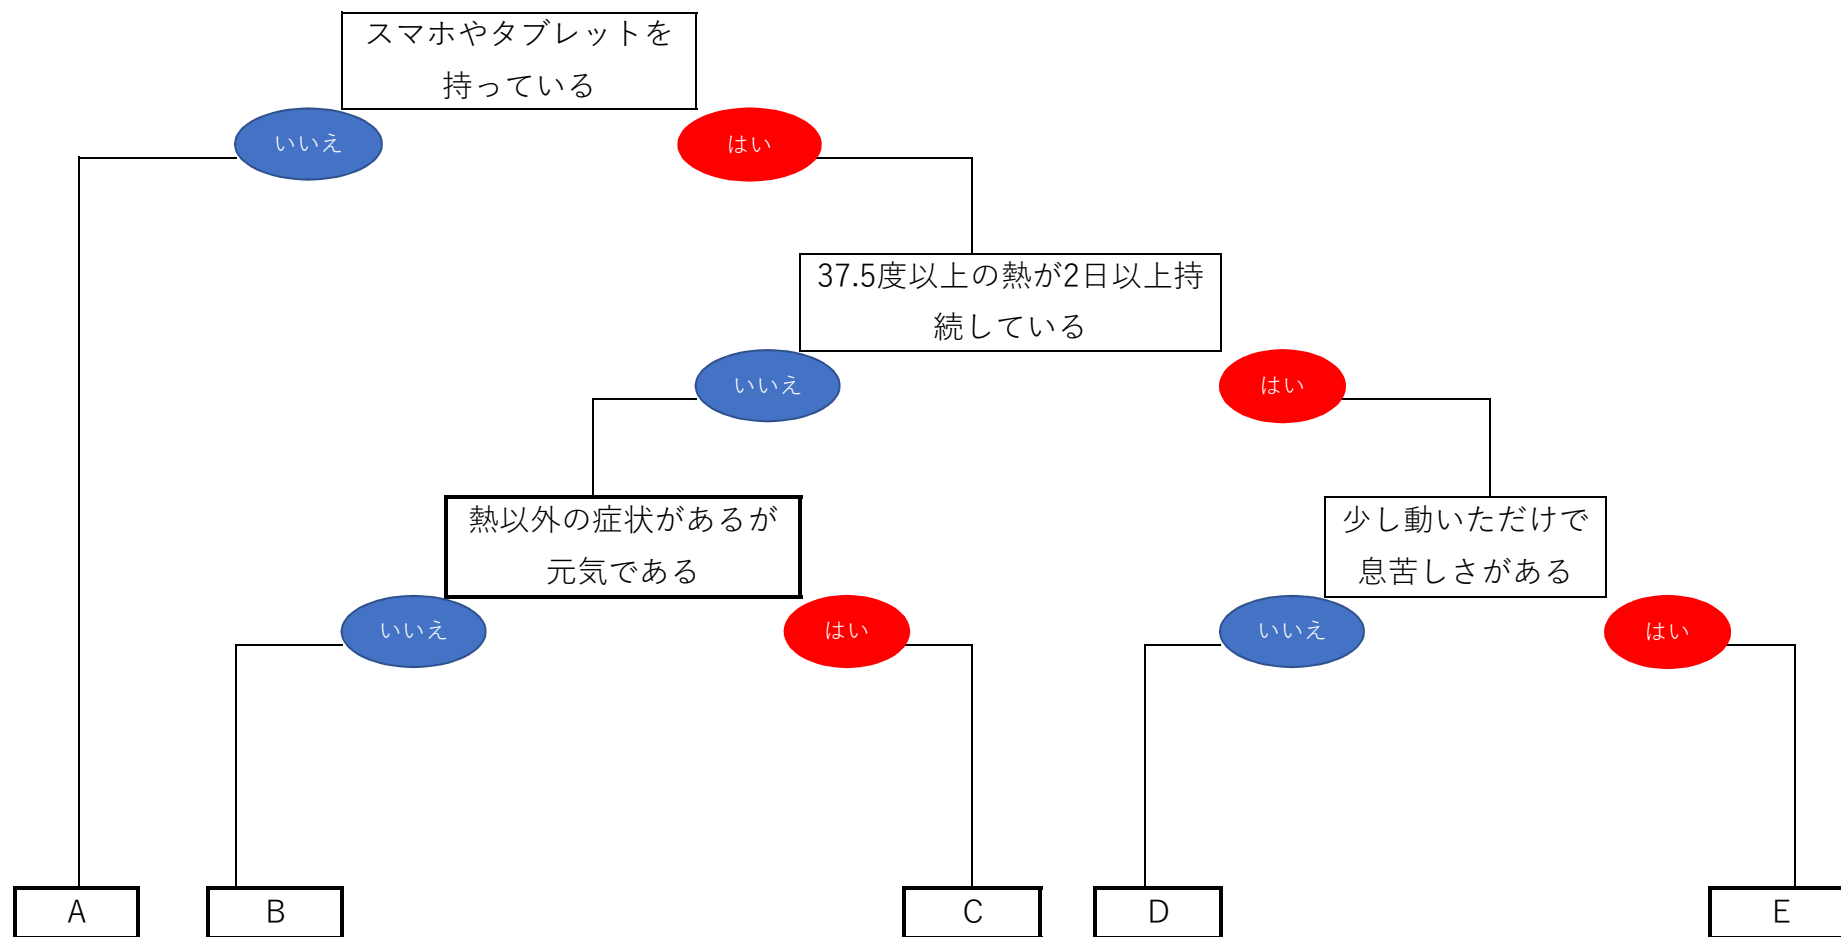 スマホやタブレットを
持っている
いいえ
はい
37.5度以上の熱が2日以上持
続している
いいえ
はい
熱以外の症状があるが
元気である
少し動いただけで
息苦しさがある
いいえ
はい
いいえ
はい
A
B
C
D
E